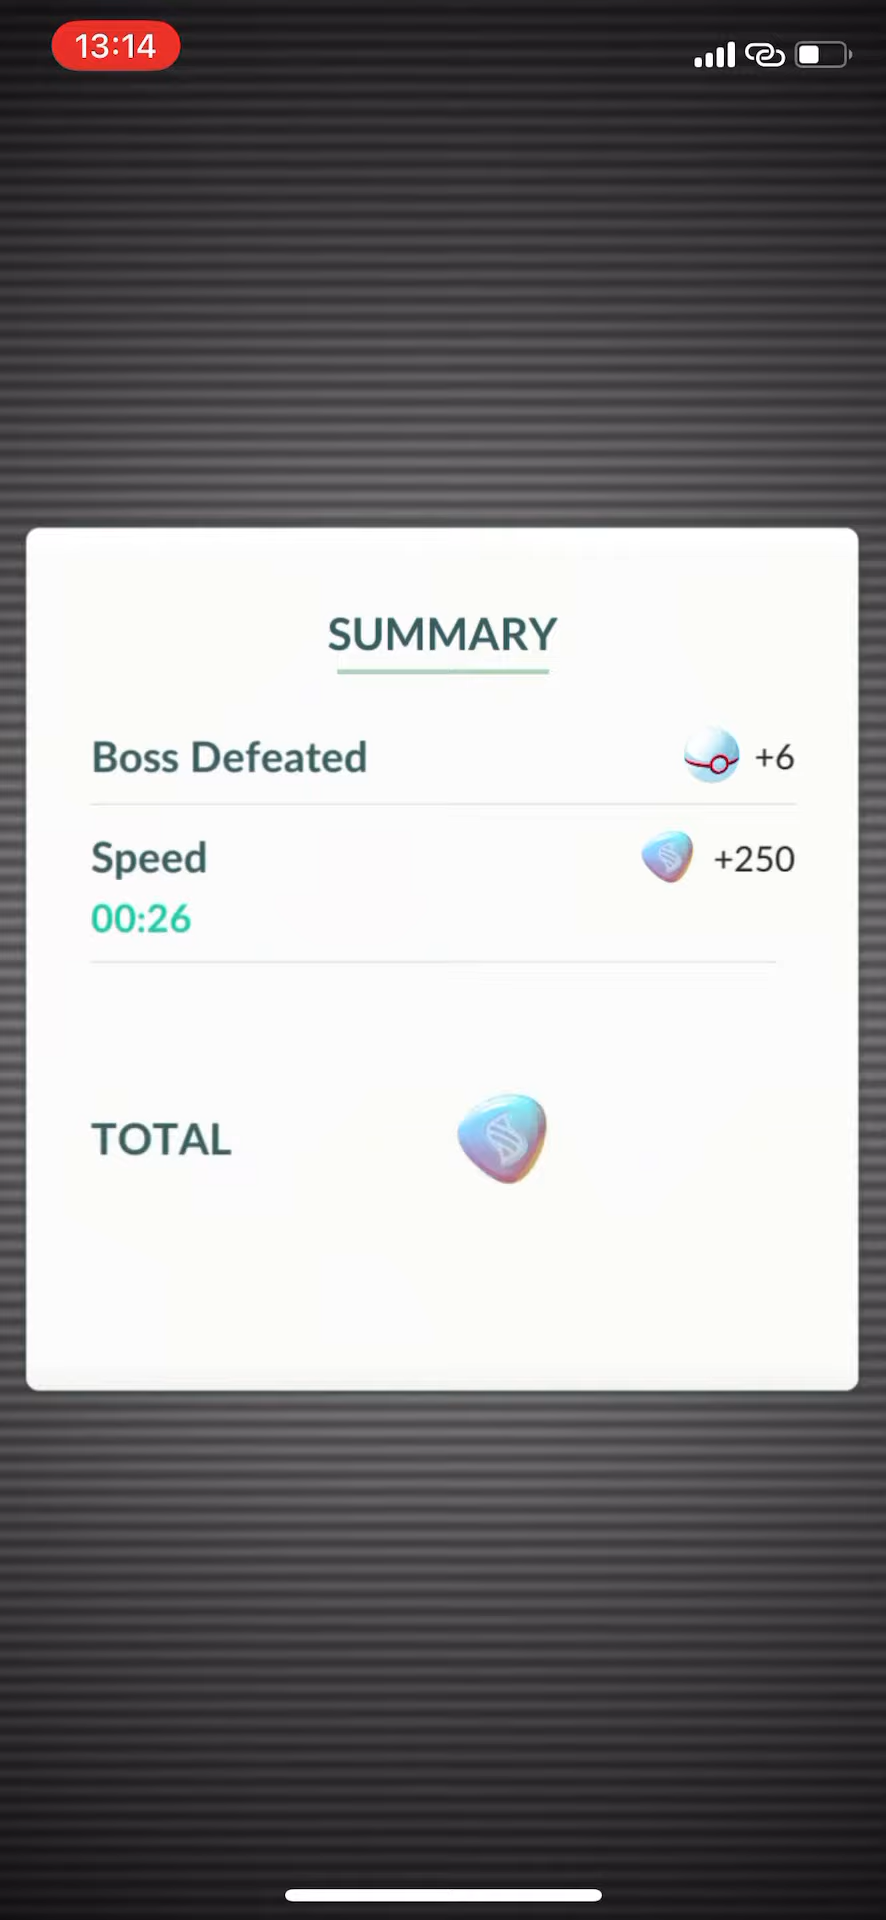 13:14
SUMMARY
Boss Defeated +6
Speed +250
00:26
TOTAL